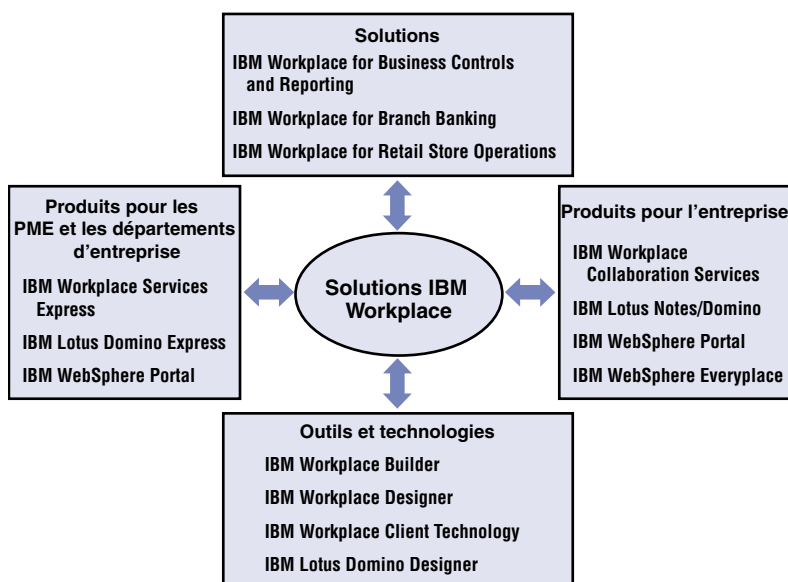 Solutions
IBM Workplace for Business Controls
and Reporting
IBM Workplace for Branch Banking
IBM Workplace for Retail Store Operations
Produits pour les
PME et les départements
d'entreprise
IBM Workplace Services
Express
IBM Lotus Domino Express
IBM WebSphere Portal
Solutions IBM
Workplace
Produits pour l'entreprise
IBM Workplace
Collaboration Services
IBM Lotus Notes/Domino
IBM WebSphere Portal
IBM WebSphere Everyplace
Outils et technologies
IBM Workplace Builder
IBM Workplace Designer
IBM Workplace Client Technology
IBM Lotus Domino Designer